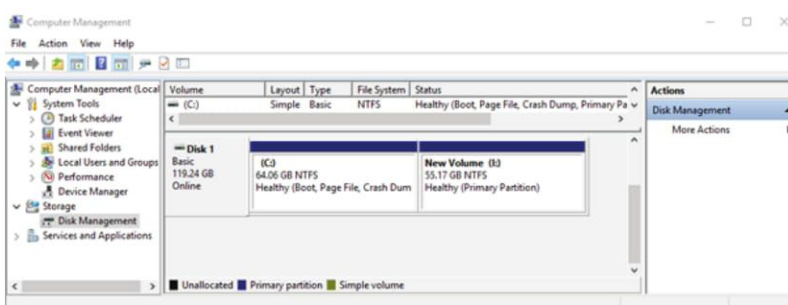 Computer Management
File Action View Help
Computer Management (Local
System Tools
Task Scheduler
Event Viewer
Shared Folders
Local Users and Groups
Performance
Device Manager
Storage
Disk Management
Services and Applications
Volume Layout Type File System Status
(C:) Simple Basic NTFS Healthy (Boot, Page File, Crash Dump, Primary Pa
Disk 1
Basic
119.24 GB
Online
(C:)
64.06 GB NTFS
Healthy (Boot, Page File, Crash Dum
New Volume (I:)
55.17 GB NTFS
Healthy (Primary Partition)
Unallocated Primary partition Simple volume
Actions
Disk Management
More Actions